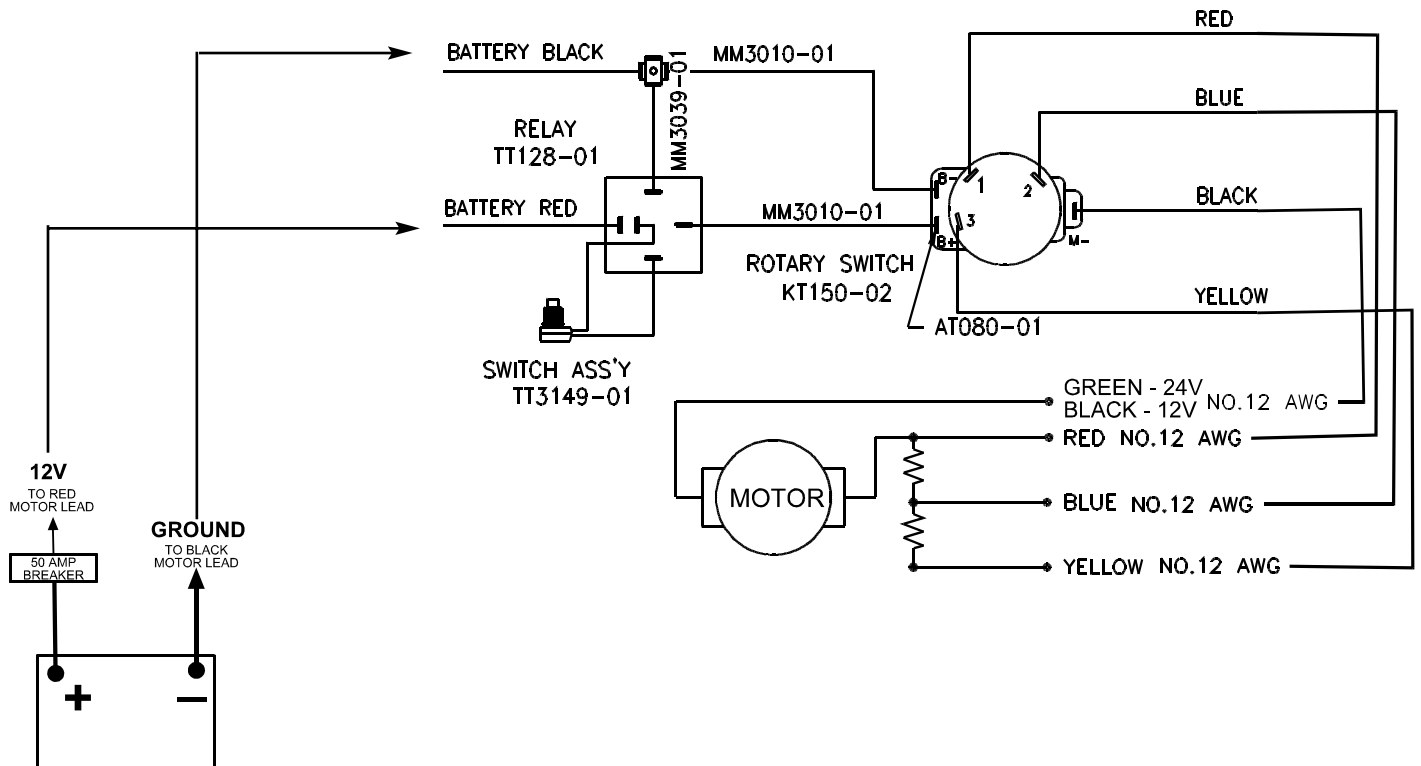 RED
BATTERY BLACK
MM3010-01
MM3039-01
BLUE
RELAY
TT128-01
B-
1
2
BATTERY RED
MM3010-01
3
BLACK
B+
M-
ROTARY SWITCH
KT150-02
YELLOW
AT080-01
SWITCH ASS'Y
TT3149-01
GREEN - 24V
BLACK - 12V NO.12 AWG
RED NO.12 AWG
12V
TO RED
MOTOR LEAD
MOTOR
BLUE NO.12 AWG
GROUND
TO BLACK
MOTOR LEAD
50 AMP
BREAKER
YELLOW NO.12 AWG
+
−